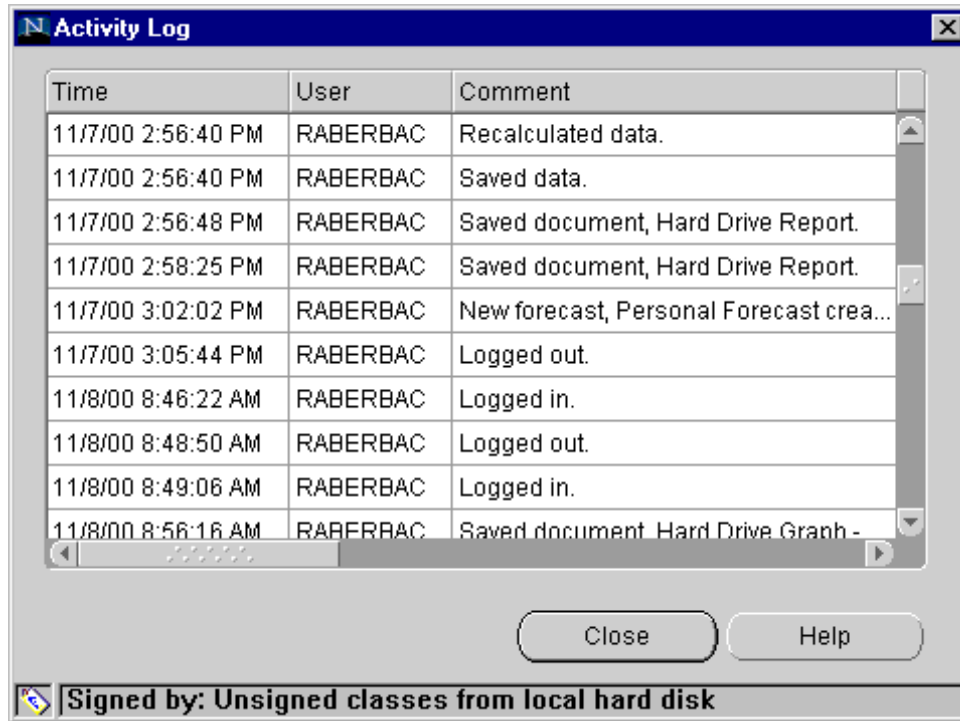 Activity Log
Time User Comment
11/7/00 2:56:40 PM RABERBAC Recalculated data.
11/7/00 2:56:40 PM RABERBAC Saved data.
11/7/00 2:56:48 PM RABERBAC Saved document, Hard Drive Report.
11/7/00 2:58:25 PM RABERBAC Saved document, Hard Drive Report.
11/7/00 3:02:02 PM RABERBAC New forecast, Personal Forecast crea...
11/7/00 3:05:44 PM RABERBAC Logged out.
11/8/00 8:46:22 AM RABERBAC Logged in.
11/8/00 8:48:50 AM RABERBAC Logged out.
11/8/00 8:49:06 AM RABERBAC Logged in.
11/8/00 8:56:16 AM RABERBAC Saved document, Hard Drive Graph -
Close Help
Signed by: Unsigned classes from local hard disk